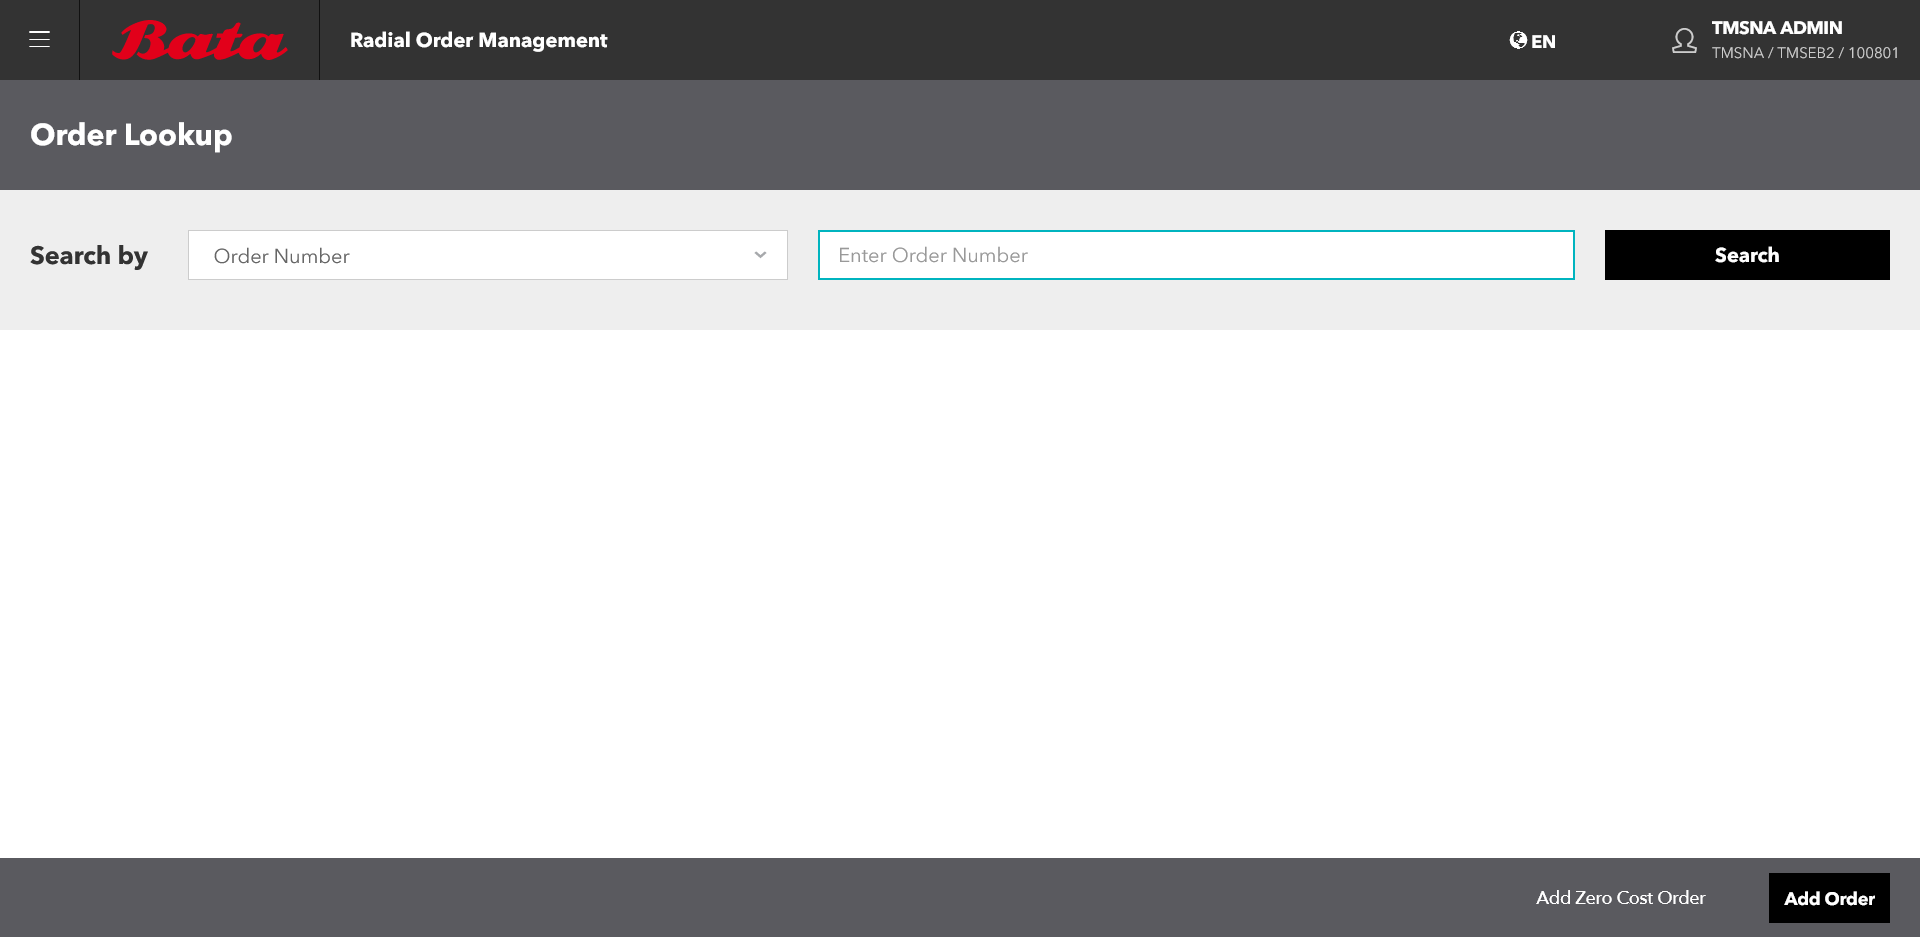 Bata
Radial Order Management
EN
TMSNA ADMIN
TMSNA / TMSEB2 / 100801
Order Lookup
Search by
Order Number
Enter Order Number
Search
Add Zero Cost Order
Add Order